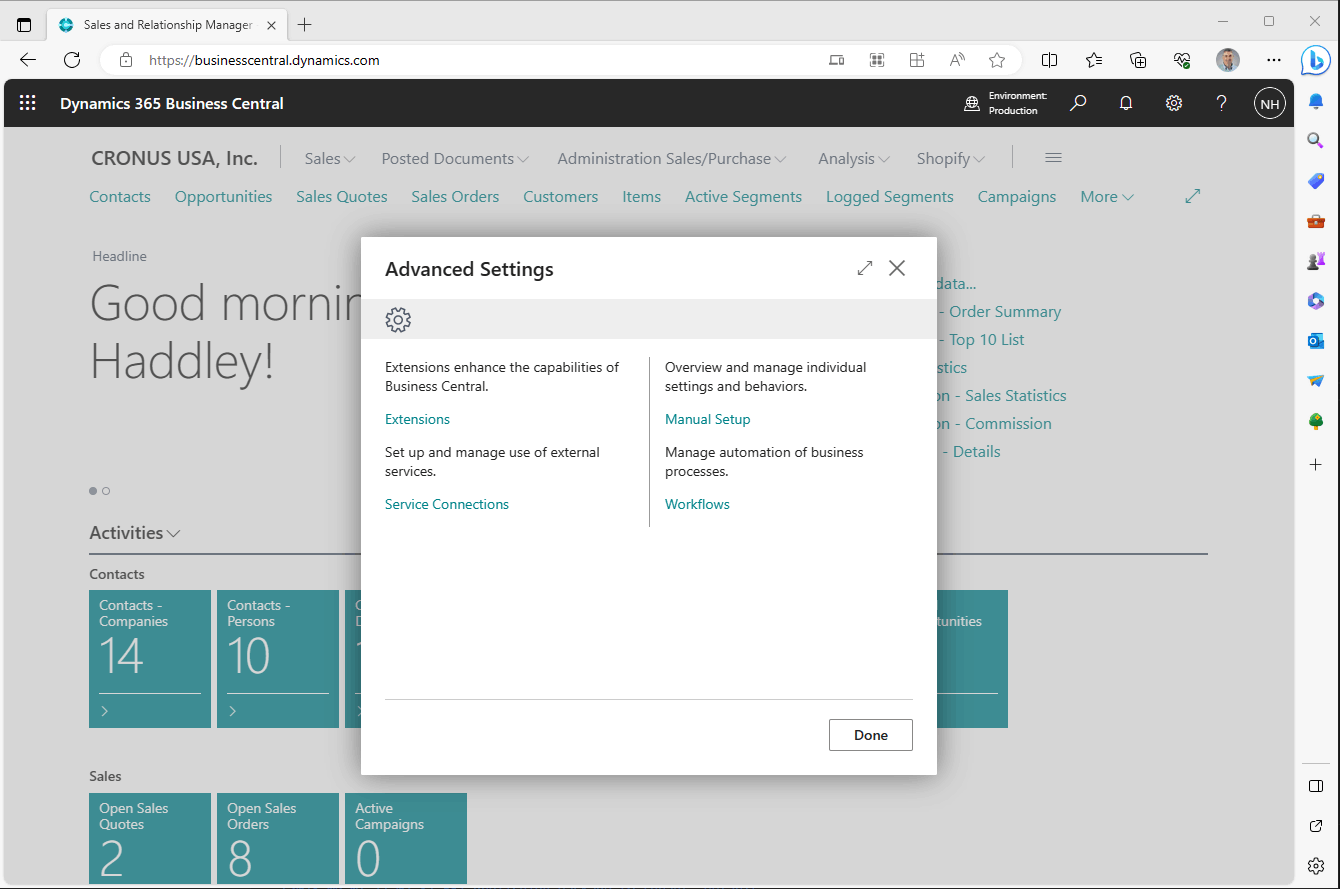 Sales and Relationship Manager
https://businesscentral.dynamics.com
Dynamics 365 Business Central
Environment:
Production
NH
CRONUS USA, Inc.
Sales
Posted Documents
Administration Sales/Purchase
Analysis
Shopify
Contacts
Opportunities
Sales Quotes
Sales Orders
Customers
Items
Active Segments
Logged Segments
Campaigns
More
Headline
Good mornin
Haddley!
data...
- Order Summary
- Top 10 List
- Sales Statistics
- Commission
- Details
Advanced Settings
Extensions enhance the capabilities of
Business Central.
Extensions
Set up and manage use of external
services.
Service Connections
Overview and manage individual
settings and behaviors.
Manual Setup
Manage automation of business
processes.
Workflows
Done
Activities
Contacts
Contacts -
Companies
14
Contacts -
Persons
10
tunities
Sales
Open Sales
Quotes
2
Open Sales
Orders
8
Active
Campaigns
0